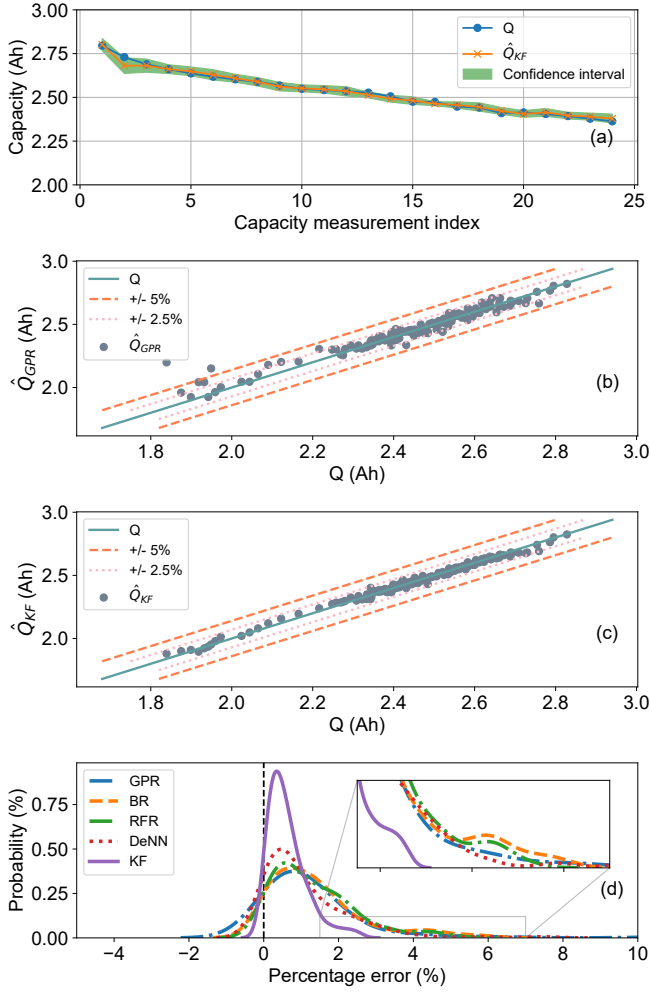 3.00
2.75
2.50
2.25
2.00
Capacity (Ah)
Q
Q̂_KF
Confidence interval
(a)
0 5 10 15 20 25
Capacity measurement index
3.0
2.5
2.0
Q̂_GPR (Ah)
Q
+/- 5%
+/- 2.5%
Q̂_GPR
(b)
1.8 2.0 2.2 2.4 2.6 2.8 3.0
Q (Ah)
3.0
2.5
2.0
Q̂_KF (Ah)
Q
+/- 5%
+/- 2.5%
Q̂_KF
(c)
1.8 2.0 2.2 2.4 2.6 2.8 3.0
Q (Ah)
0.75
0.50
0.25
0.00
Probability (%)
GPR
BR
RFR
DeNN
KF
(d)
−4 −2 0 2 4 6 8 10
Percentage error (%)